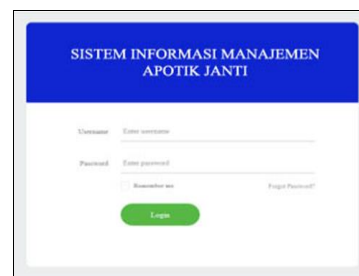 SISTEM INFORMASI MANAJEMEN
APOTIK JANTI
Username Enter username
Password Enter password
Remember me Forgot Password?
Login